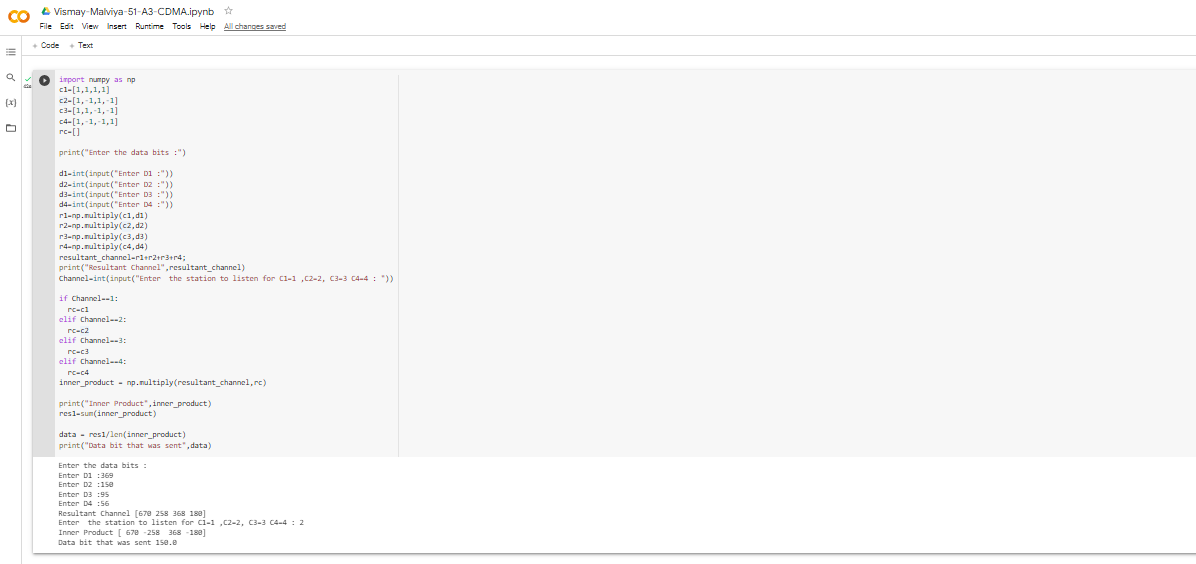 CO Vismay-Malviya-51-A3-CDMA.ipynb
File Edit View Insert Runtime Tools Help All changes saved
+ Code + Text
{x}
import numpy as np
c1=[1,1,1,1]
c2=[1,-1,1,-1]
c3=[1,1,-1,-1]
c4=[1,-1,-1,1]
rc=[]
print("Enter the data bits :")
d1=int(input("Enter D1 :"))
d2=int(input("Enter D2 :"))
d3=int(input("Enter D3 :"))
d4=int(input("Enter D4 :"))
r1=np.multiply(c1,d1)
r2=np.multiply(c2,d2)
r3=np.multiply(c3,d3)
r4=np.multiply(c4,d4)
resultant_channel=r1+r2+r3+r4;
print("Resultant Channel",resultant_channel)
Channel=int(input("Enter  the station to listen for C1=1 ,C2=2, C3=3 C4=4 : "))
if Channel==1:
  rc=c1
elif Channel==2:
  rc=c2
elif Channel==3:
  rc=c3
elif Channel==4:
  rc=c4
inner_product = np.multiply(resultant_channel,rc)
print("Inner Product",inner_product)
res1=sum(inner_product)
data = res1/len(inner_product)
print("Data bit that was sent",data)
Enter the data bits :
Enter D1 :369
Enter D2 :150
Enter D3 :95
Enter D4 :56
Resultant Channel [670 258 368 180]
Enter  the station to listen for C1=1 ,C2=2, C3=3 C4=4 : 2
Inner Product [ 670 -258  368 -180]
Data bit that was sent 150.0